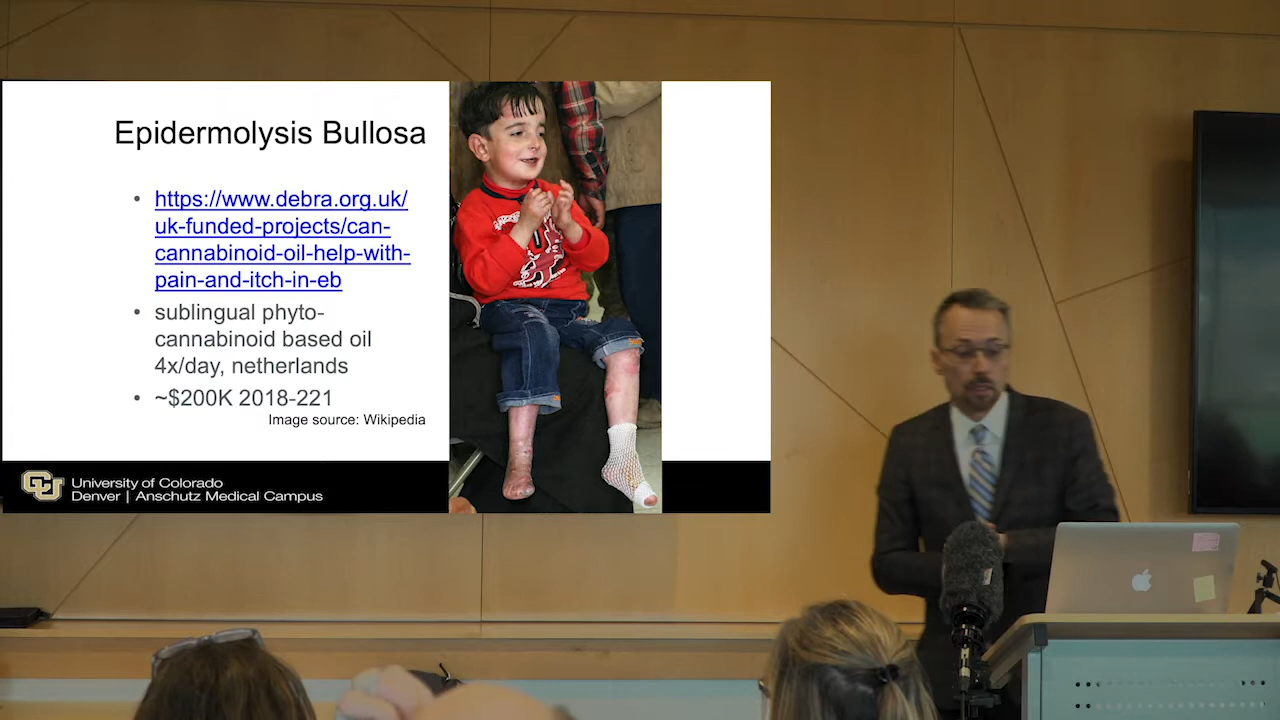 Epidermolysis Bullosa
• https://www.debra.org.uk/
uk-funded-projects/can-
cannabinoid-oil-help-with-
pain-and-itch-in-eb
• sublingual phyto-
cannabinoid based oil
4x/day, netherlands
• ~$200K 2018-221
Image source: Wikipedia
CU
University of Colorado
Denver | Anschutz Medical Campus